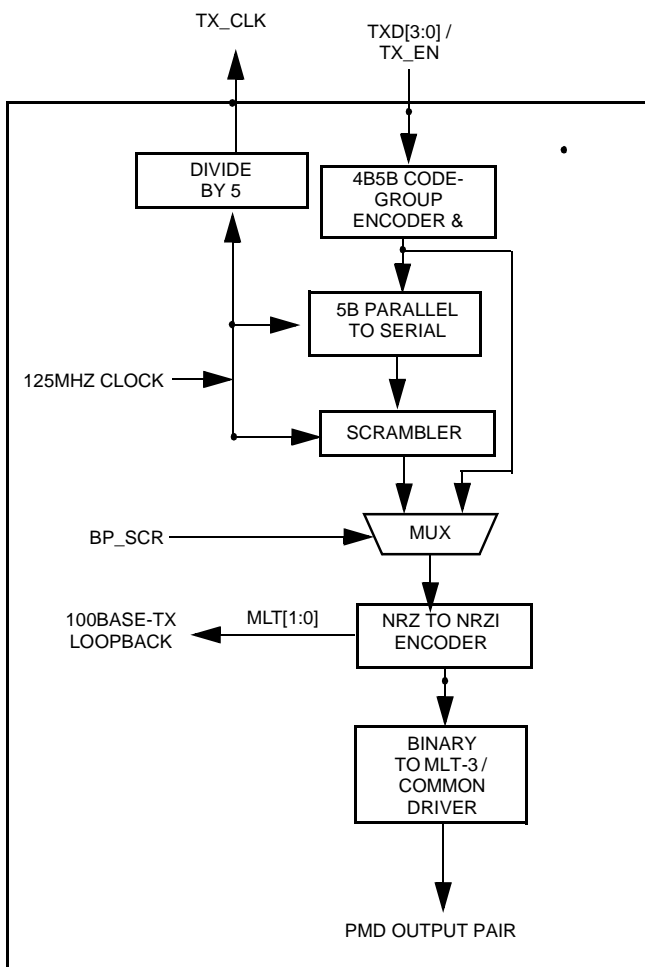 TX_CLK
TXD[3:0] /
TX_EN
DIVIDE
BY 5
4B5B CODE-
GROUP
ENCODER &
5B PARALLEL
TO SERIAL
125MHZ CLOCK
SCRAMBLER
BP_SCR
MUX
100BASE-TX
LOOPBACK
MLT[1:0]
NRZ TO NRZI
ENCODER
BINARY
TO MLT-3 /
COMMON
DRIVER
PMD OUTPUT PAIR